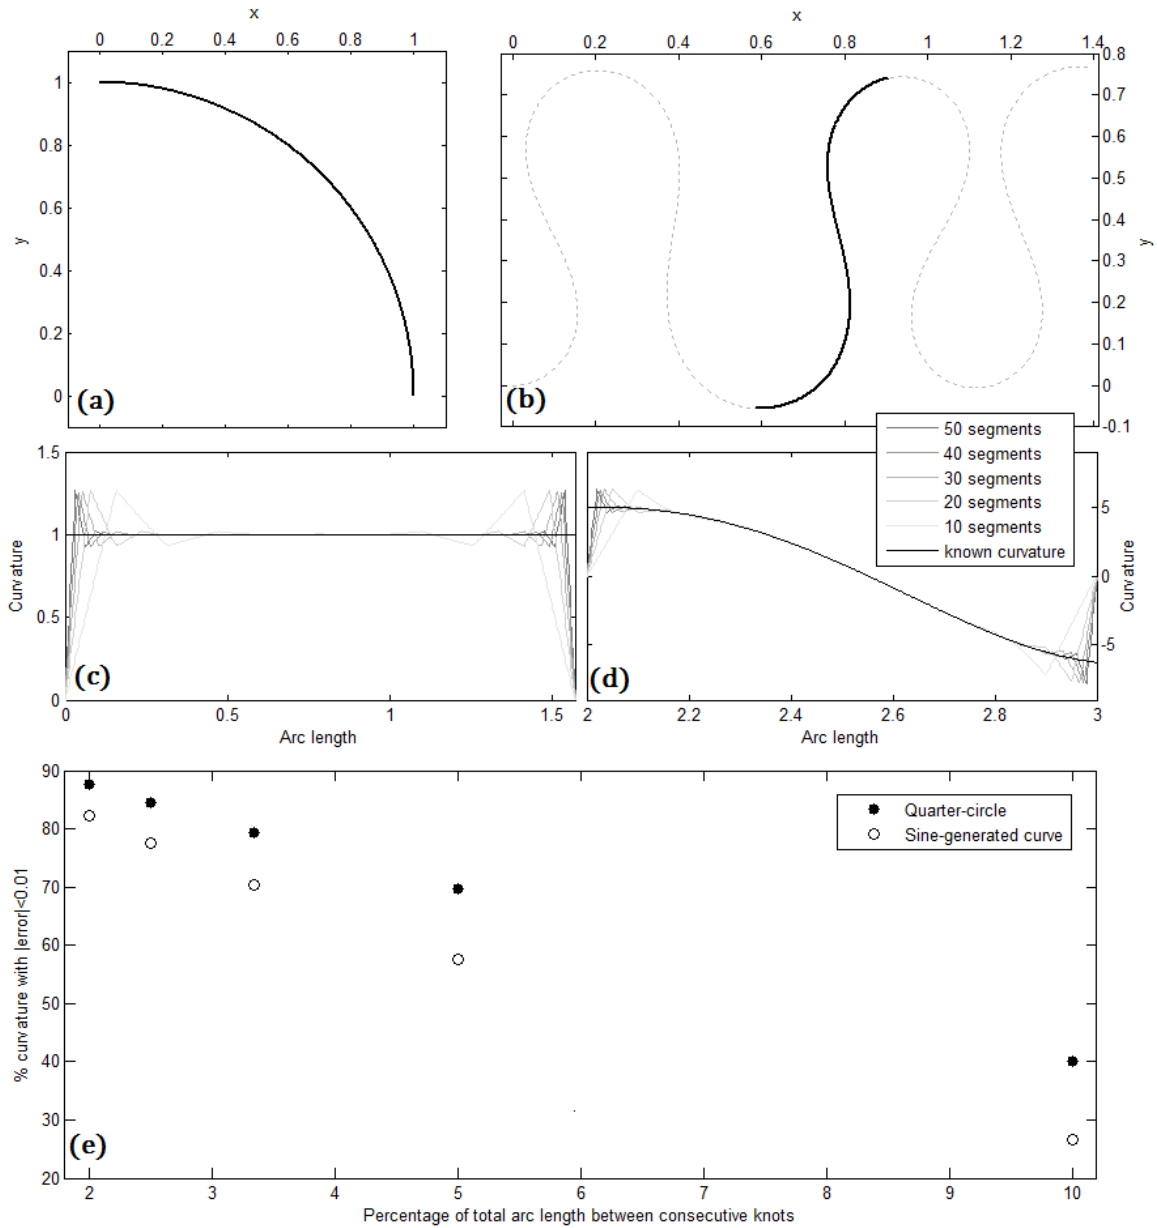 x
0 0.2 0.4 0.6 0.8 1
1
0.8
0.6
0.4
0.2
0
y
(a)
x
0 0.2 0.4 0.6 0.8 1 1.2 1.4
0.8
0.7
0.6
0.5
0.4
0.3
0.2
0.1
0
-0.1
y
(b)
50 segments
40 segments
30 segments
20 segments
10 segments
known curvature
1.5
1
0.5
0
Curvature
(c)
0 0.5 1 1.5
Arc length
5
0
-5
Curvature
(d)
2 2.2 2.4 2.6 2.8 3
Arc length
90
80
70
60
50
40
30
20
% curvature with |error|<0.01
Quarter-circle
Sine-generated curve
(e)
2 3 4 5 6 7 8 9 10
Percentage of total arc length between consecutive knots